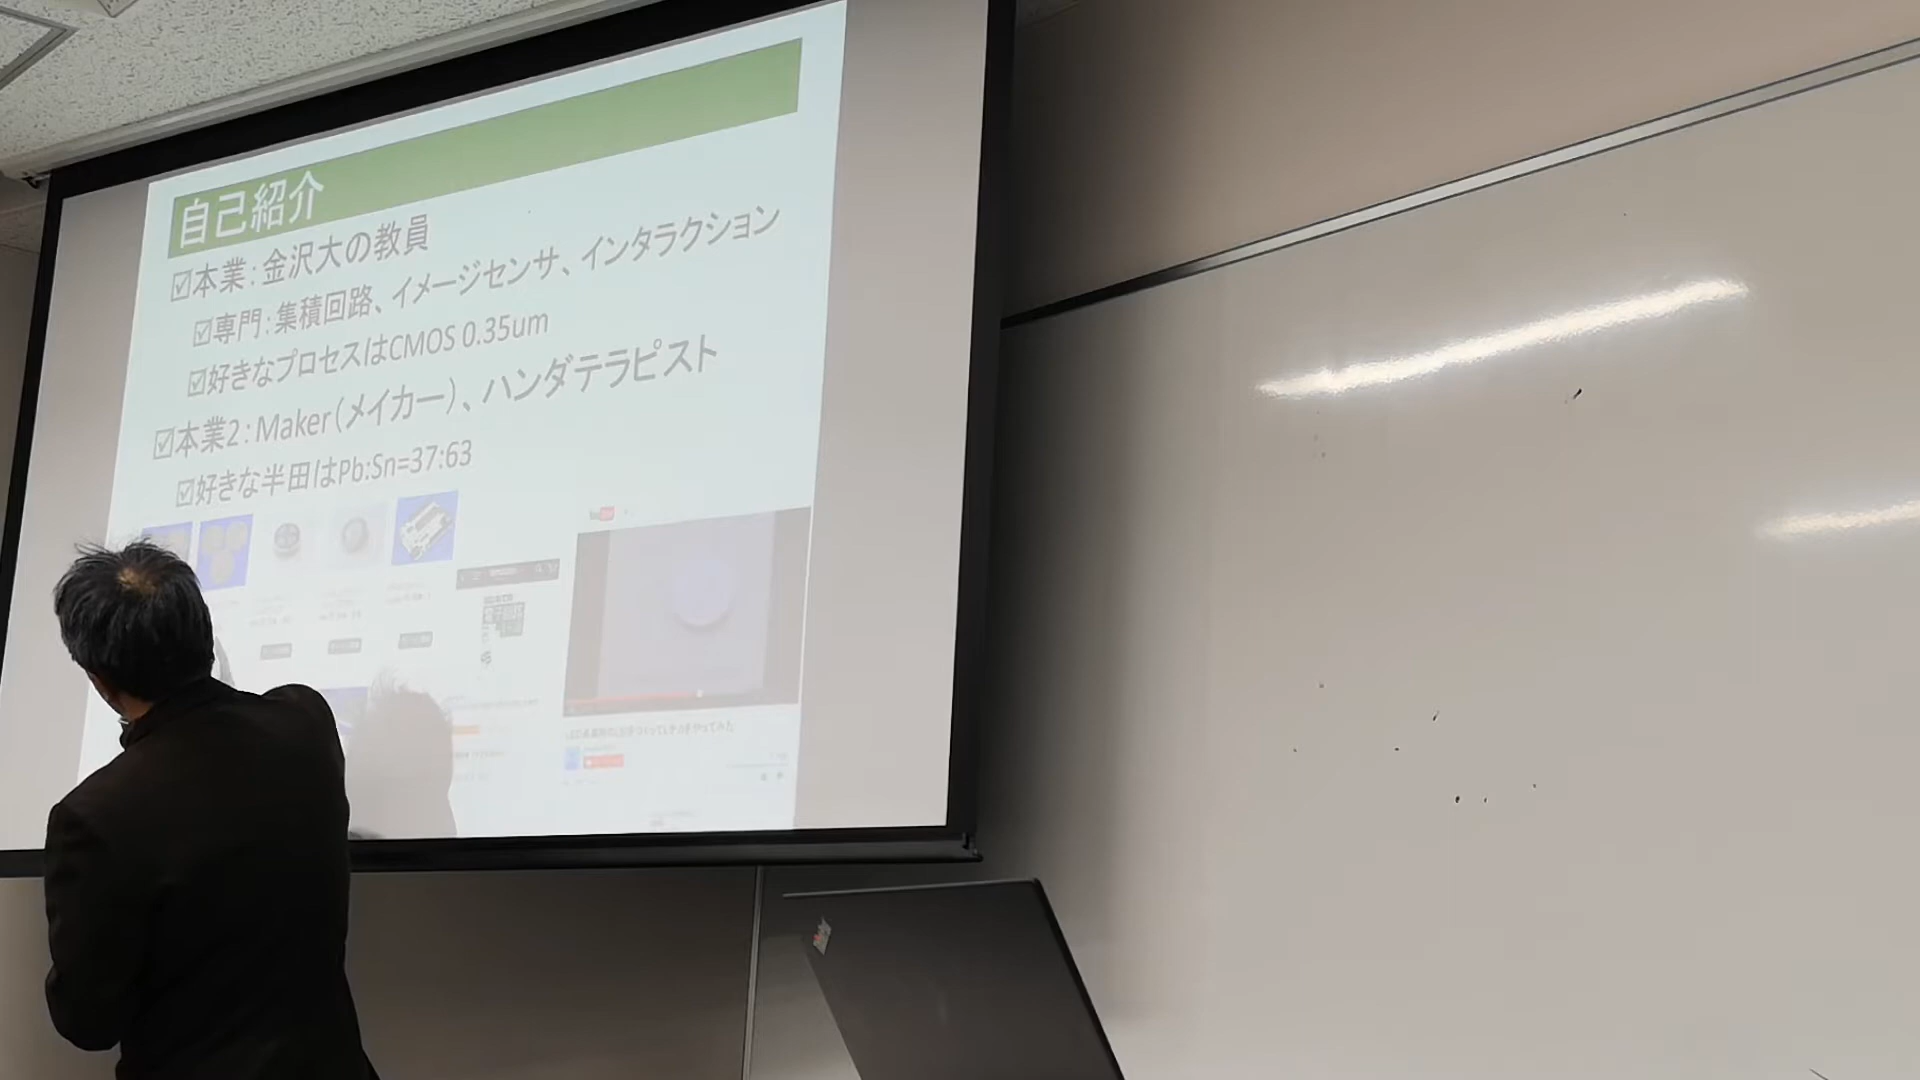 自己紹介
☑本業：金沢大の教員
☑専門：集積回路、イメージセンサ、インタラクション
☑好きなプロセスはCMOS 0.35um
☑本業2：Maker（メイカー）、ハンダテラピスト
☑好きな半田はPb:Sn=37:63